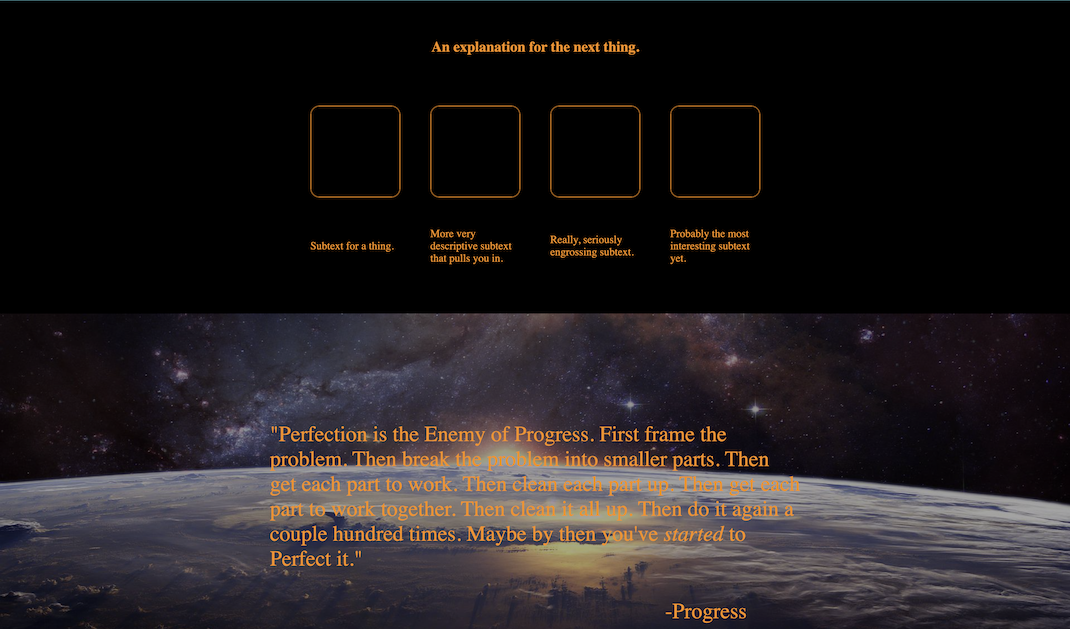 An explanation for the next thing.
Subtext for a thing.
More very
descriptive subtext
that pulls you in.
Really, seriously
engrossing subtext.
Probably the most
interesting subtext
yet.
"Perfection is the Enemy of Progress. First frame the
problem. Then break the problem into smaller parts. Then
get each part to work. Then clean each part up. Then get each
part to work together. Then clean it all up. Then do it again a
couple hundred times. Maybe by then you've started to
Perfect it."
-Progress